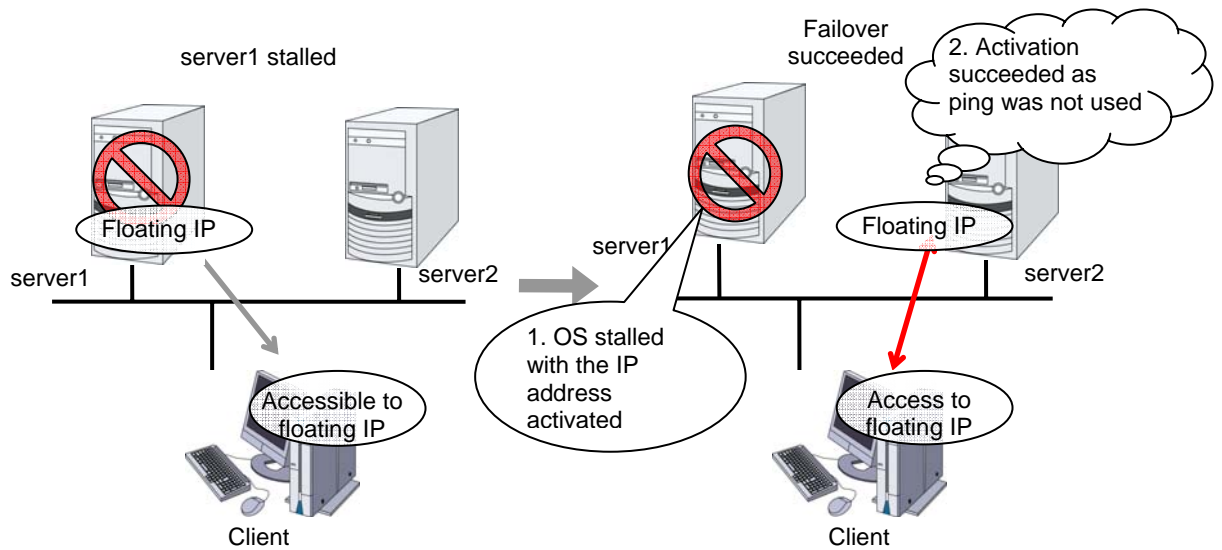 server1 stalled
Floating IP
server1
server2
Accessible to
floating IP
Client
Failover
succeeded
2. Activation
succeeded as
ping was not used
Floating IP
server1
server2
1. OS stalled
with the IP
address
activated
Access to
floating IP
Client